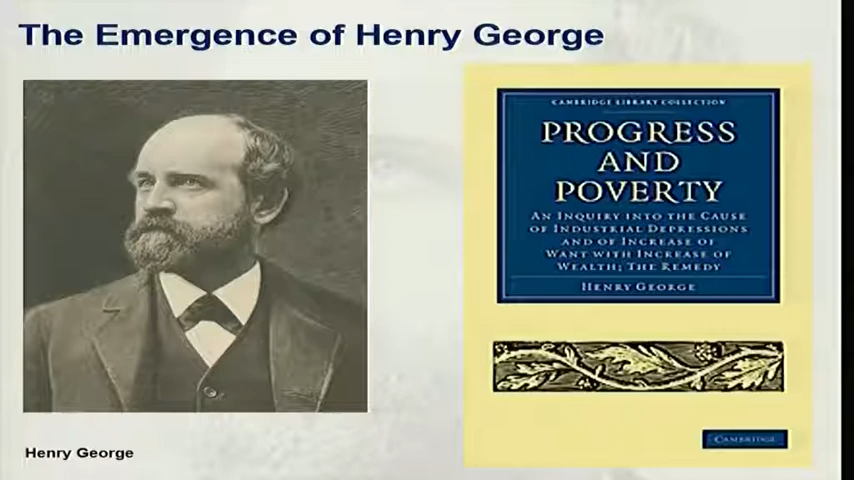 The Emergence of Henry George
CAMBRIDGE LIBRARY COLLECTION
PROGRESS
AND
POVERTY
AN INQUIRY INTO THE CAUSE
OF INDUSTRIAL DEPRESSIONS
AND OF INCREASE OF
WANT WITH INCREASE OF
WEALTH; THE REMEDY
HENRY GEORGE
CAMBRIDGE
Henry George